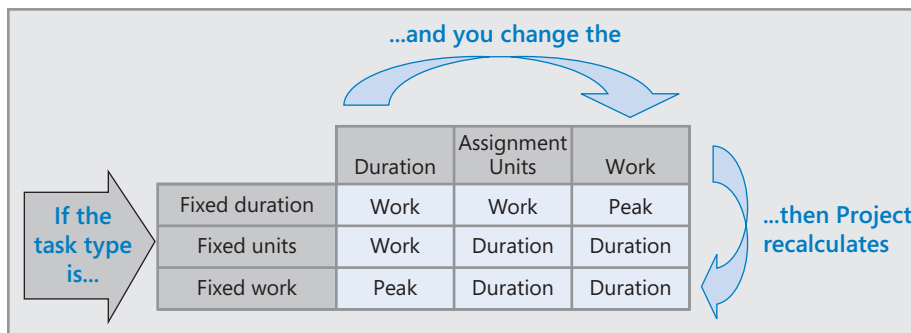 ...and you change the
Duration
Assignment
Units
Work
If the
task type
is...
Fixed duration
Work
Work
Peak
Fixed units
Work
Duration
Duration
Fixed work
Peak
Duration
Duration
...then Project
recalculates